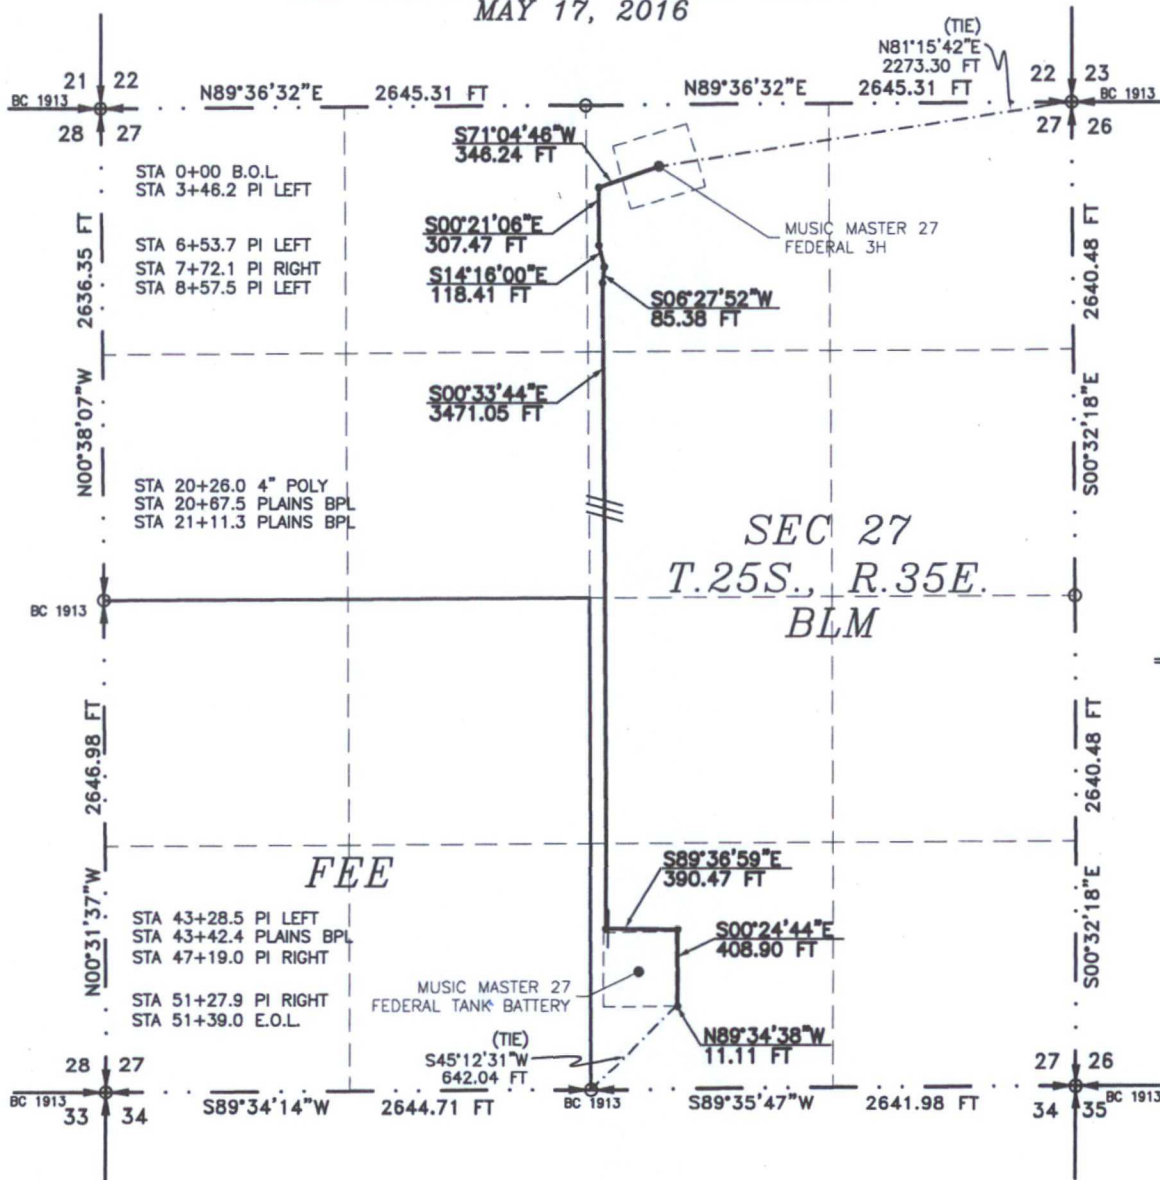 MAY 17, 2016
(TIE)
N81°15'42"E
2273.30 FT
21 22
22 23
BC 1913
N89°36'32"E 2645.31 FT
N89°36'32"E 2645.31 FT
BC 1913
28 27
27 26
S71°04'46"W
346.24 FT
STA 0+00 B.O.L.
STA 3+46.2 PI LEFT
S00°21'06"E
307.47 FT
MUSIC MASTER 27
FEDERAL 3H
STA 6+53.7 PI LEFT
STA 7+72.1 PI RIGHT
STA 8+57.5 PI LEFT
S14°16'00"E
118.41 FT
S06°27'52"W
85.38 FT
2636.35 FT
2640.48 FT
S00°33'44"E
3471.05 FT
N00°38'07"W
S00°32'18"E
STA 20+26.0 4" POLY
STA 20+67.5 PLAINS BPL
STA 21+11.3 PLAINS BPL
SEC 27
T.25S., R.35E.
BLM
BC 1913
2646.98 FT
2640.48 FT
FEE
S89°36'59"E
390.47 FT
N00°31'37"W
S00°32'18"E
STA 43+28.5 PI LEFT
STA 43+42.4 PLAINS BPL
STA 47+19.0 PI RIGHT
S00°24'44"E
408.90 FT
STA 51+27.9 PI RIGHT
STA 51+39.0 E.O.L.
MUSIC MASTER 27
FEDERAL TANK BATTERY
N89°34'38"W
11.11 FT
(TIE)
S45°12'31"W
642.04 FT
28 27
27 26
BC 1913
S89°34'14"W 2644.71 FT
BC 1913
S89°35'47"W 2641.98 FT
BC 1913
33 34
34 35